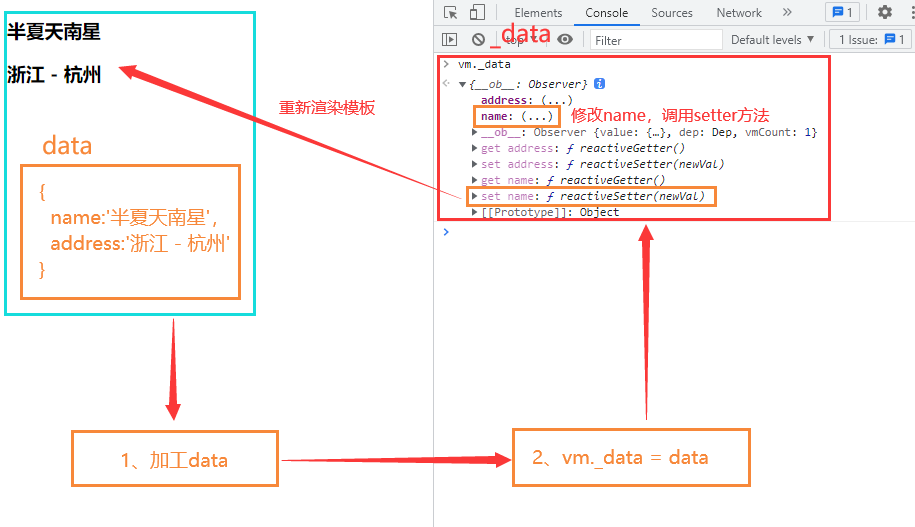 半夏天南星
浙江 - 杭州
重新渲染模板
data
{
name:'半夏天南星',
address:'浙江 - 杭州'
}
1、加工data
2、vm._data = data
Elements Console Sources Network » 1
top _data Filter Default levels ▼ 1 Issue: 1
> vm._data
▼{__ob__: Observer} i
address: (...)
name: (...) 修改name，调用setter方法
▶ __ob__: Observer {value: {…}, dep: Dep, vmCount: 1}
▶ get address: ƒ reactiveGetter()
▶ set address: ƒ reactiveSetter(newVal)
▶ get name: ƒ reactiveGetter()
▶ set name: ƒ reactiveSetter(newVal)
▶ [[Prototype]]: Object
>